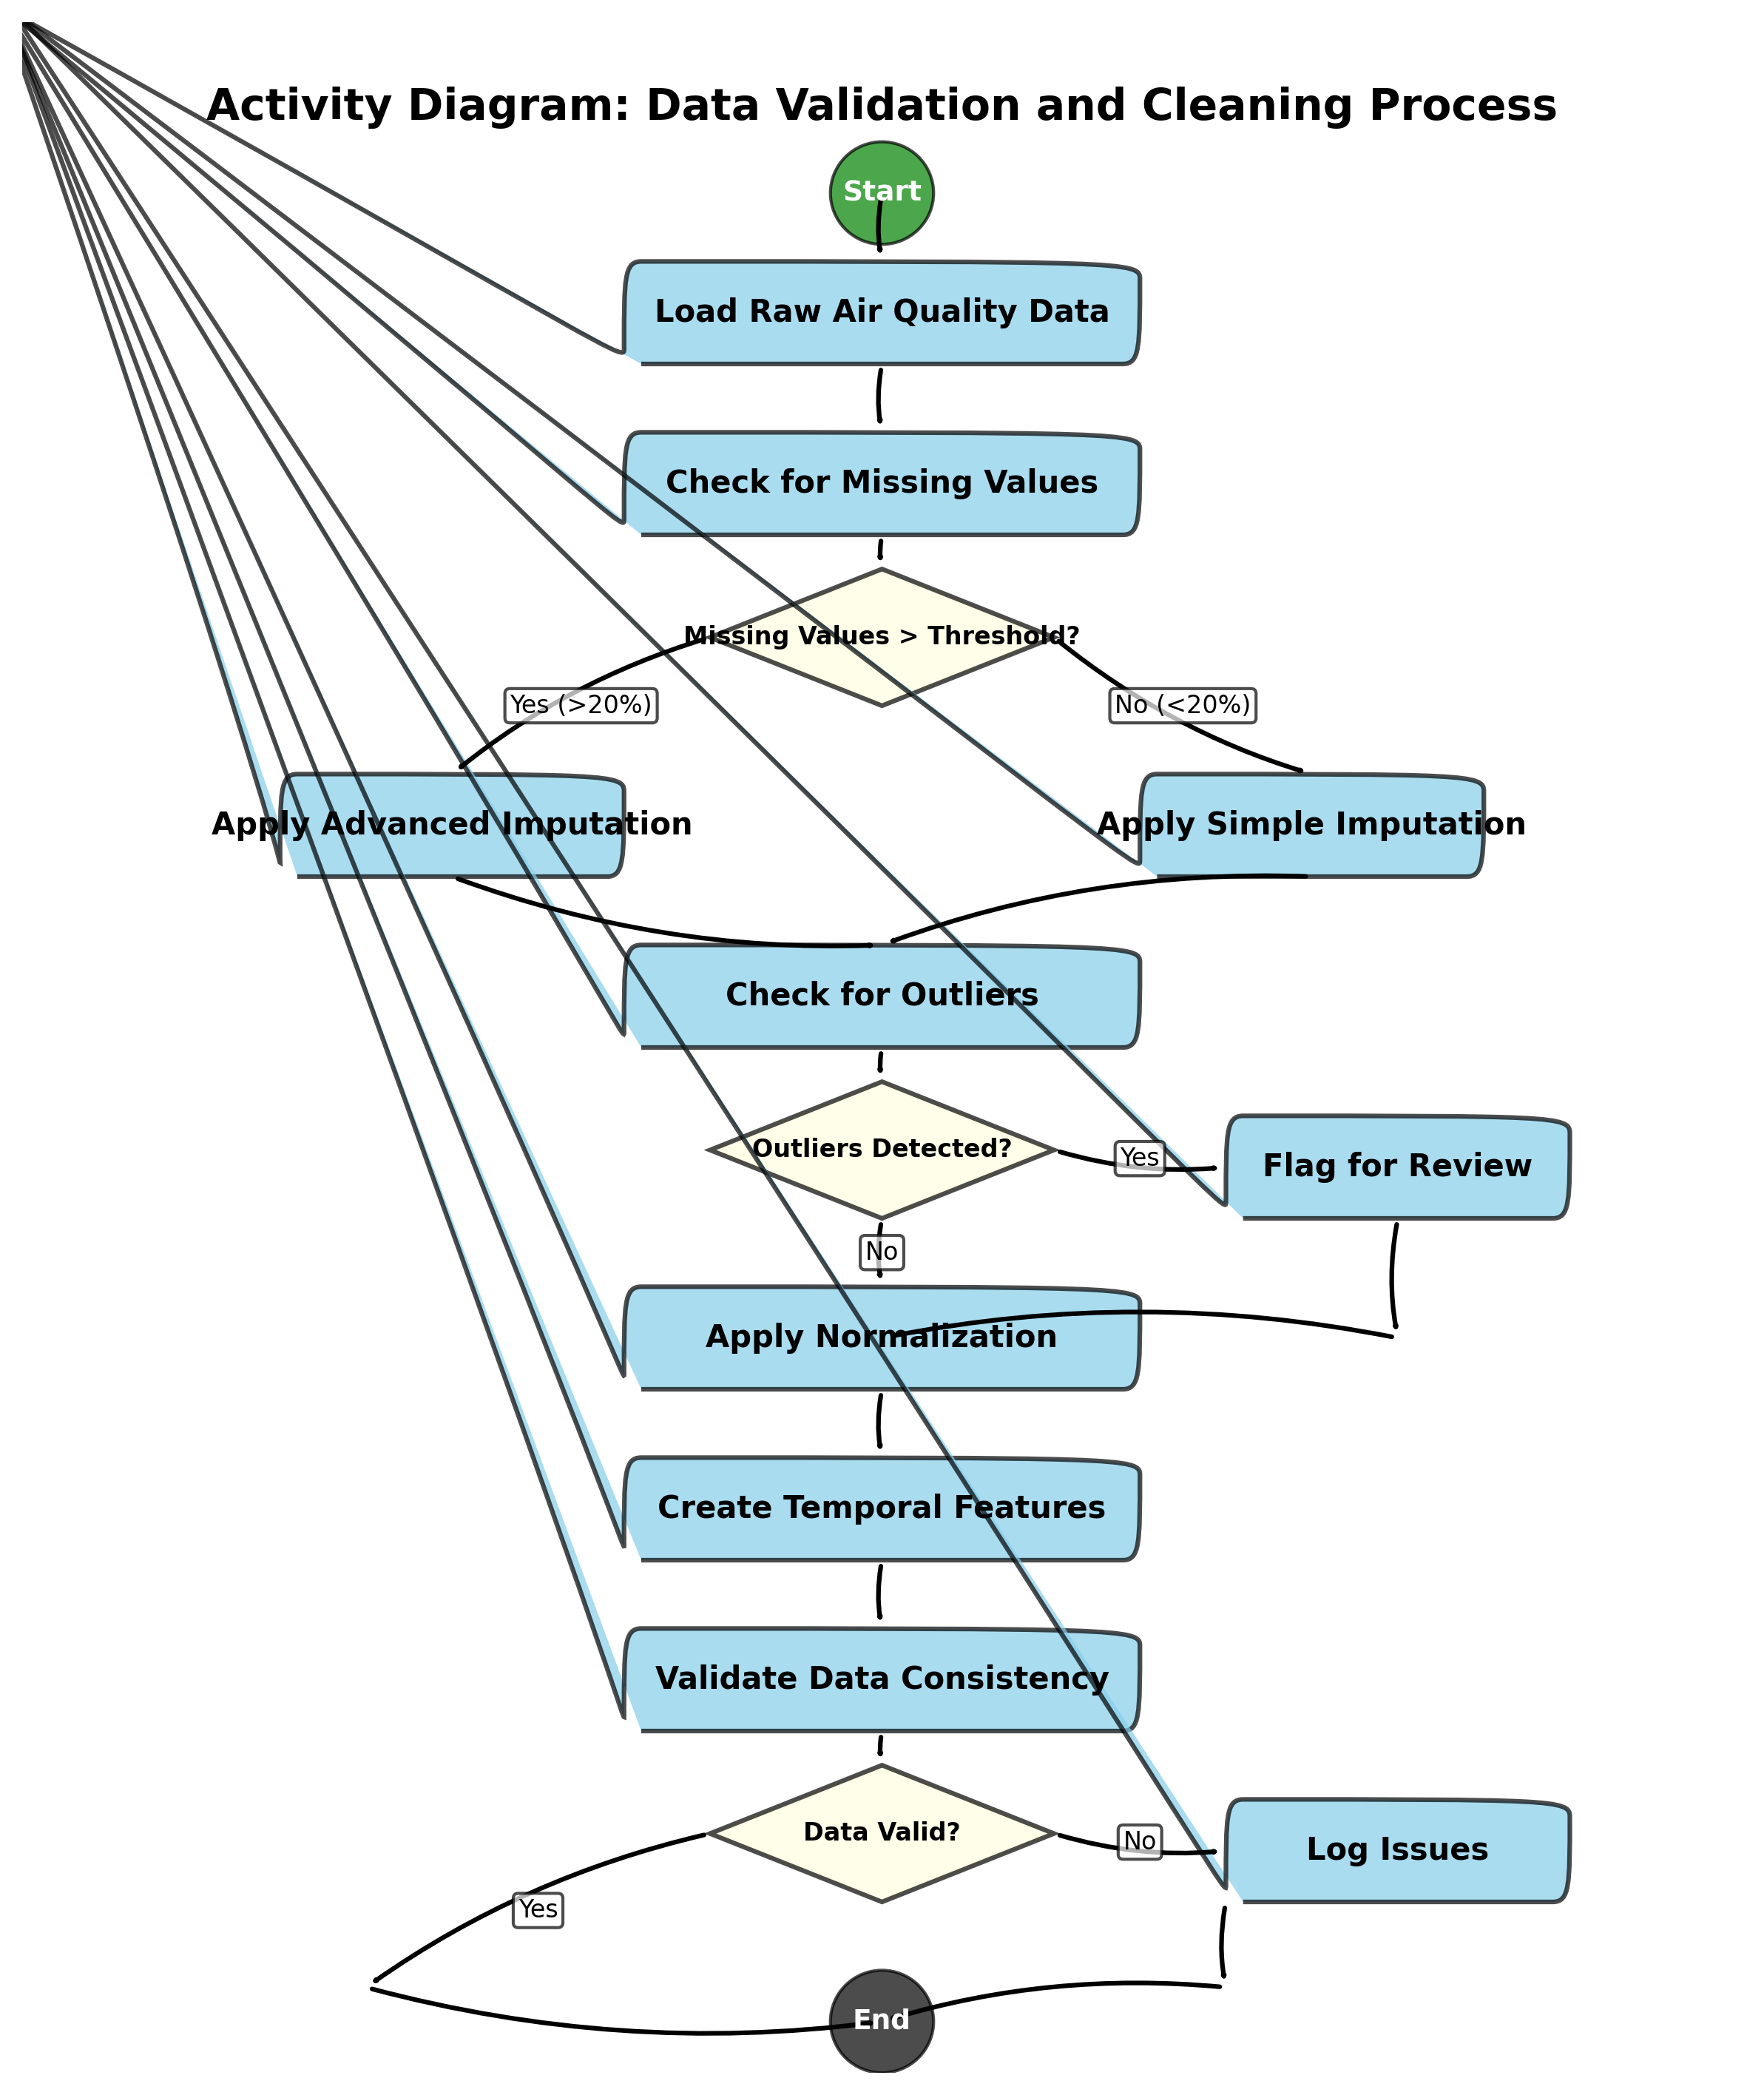 Activity Diagram: Data Validation and Cleaning Process
Start
Load Raw Air Quality Data
Check for Missing Values
Missing Values > Threshold?
Yes (>20%)
No (<20%)
Apply Advanced Imputation
Apply Simple Imputation
Check for Outliers
Outliers Detected?
Yes
Flag for Review
No
Apply Normalization
Create Temporal Features
Validate Data Consistency
Data Valid?
No
Log Issues
Yes
End